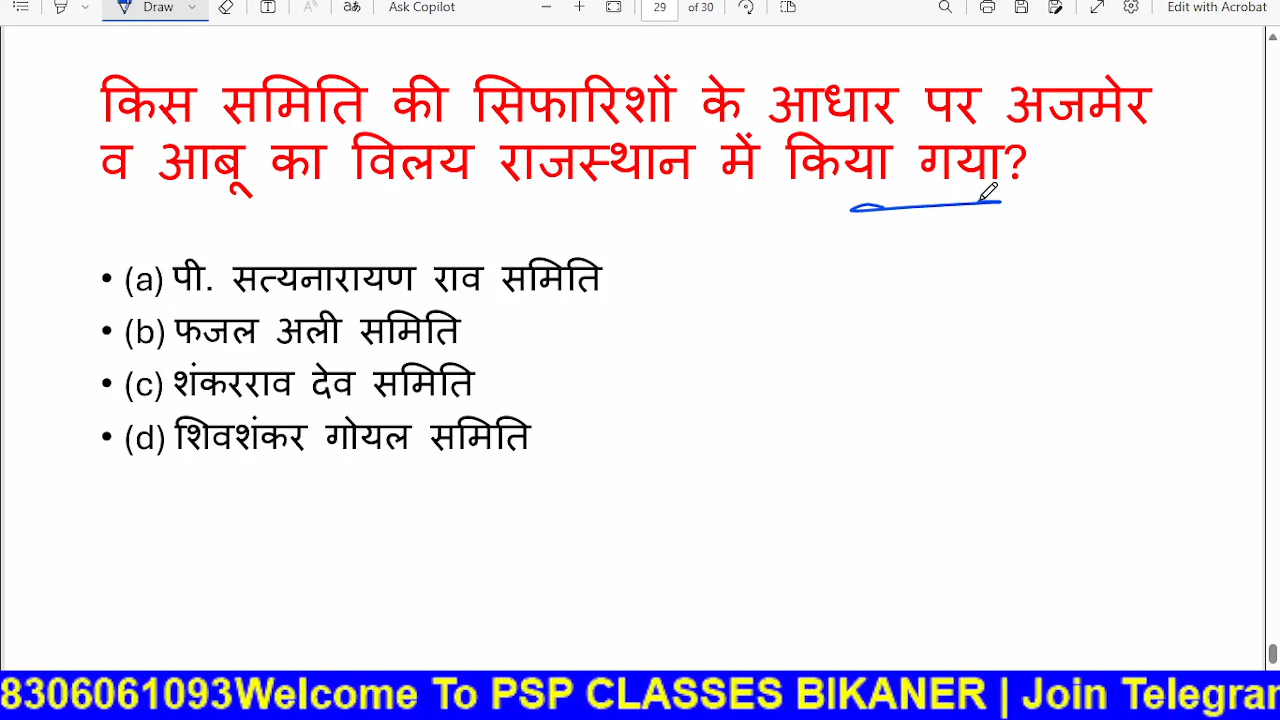 Draw Ask Copilot 29 of 30 Edit with Acrobat
किस समिति की सिफारिशों के आधार पर अजमेर
व आबू का विलय राजस्थान में किया गया?
• (a) पी. सत्यनारायण राव समिति
• (b) फजल अली समिति
• (c) शंकरराव देव समिति
• (d) शिवशंकर गोयल समिति
8306061093Welcome To PSP CLASSES BIKANER | Join Telegram